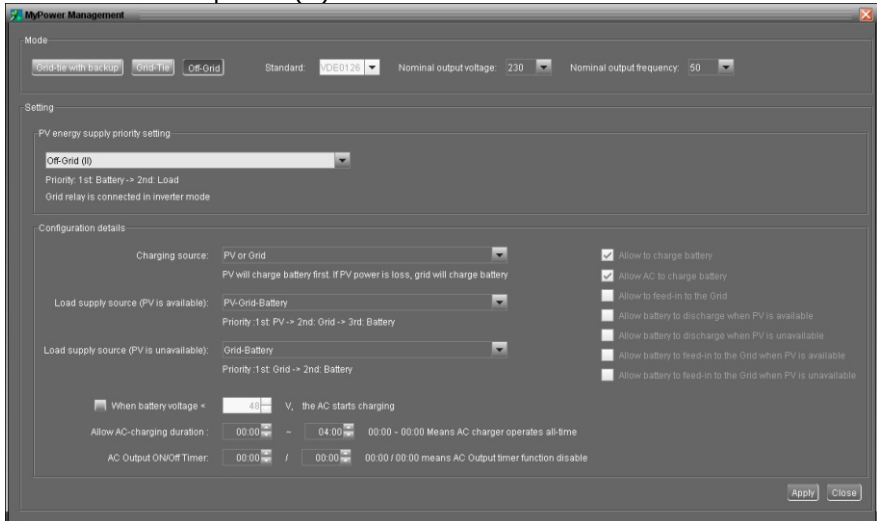 MyPower Management
Mode
Grid-tie with backup Grid-Tie Off-Grid Standard: VDE0126 Nominal output voltage: 230 Nominal output frequency: 50
Setting
PV energy supply priority setting
Off-Grid (II)
Priority: 1st: Battery -> 2nd: Load
Grid relay is connected in inverter mode
Configuration details
Charging source: PV or Grid
PV will charge battery first. If PV power is loss, grid will charge battery
Load supply source (PV is available): PV-Grid-Battery
Priority :1st: PV -> 2nd: Grid -> 3rd: Battery
Load supply source (PV is unavailable): Grid-Battery
Priority :1st: Grid -> 2nd: Battery
Allow to charge battery
Allow AC to charge battery
Allow to feed-in to the Grid
Allow battery to discharge when PV is available
Allow battery to discharge when PV is unavailable
Allow battery to feed-in to the Grid when PV is available
Allow battery to feed-in to the Grid when PV is unavailable
When battery voltage < 48 V, the AC starts charging
Allow AC-charging duration : 00:00 ~ 04:00 00:00 - 00:00 Means AC charger operates all-time
AC Output ON/Off Timer: 00:00 / 00:00 00:00 / 00:00 means AC Output timer function disable
Apply Close